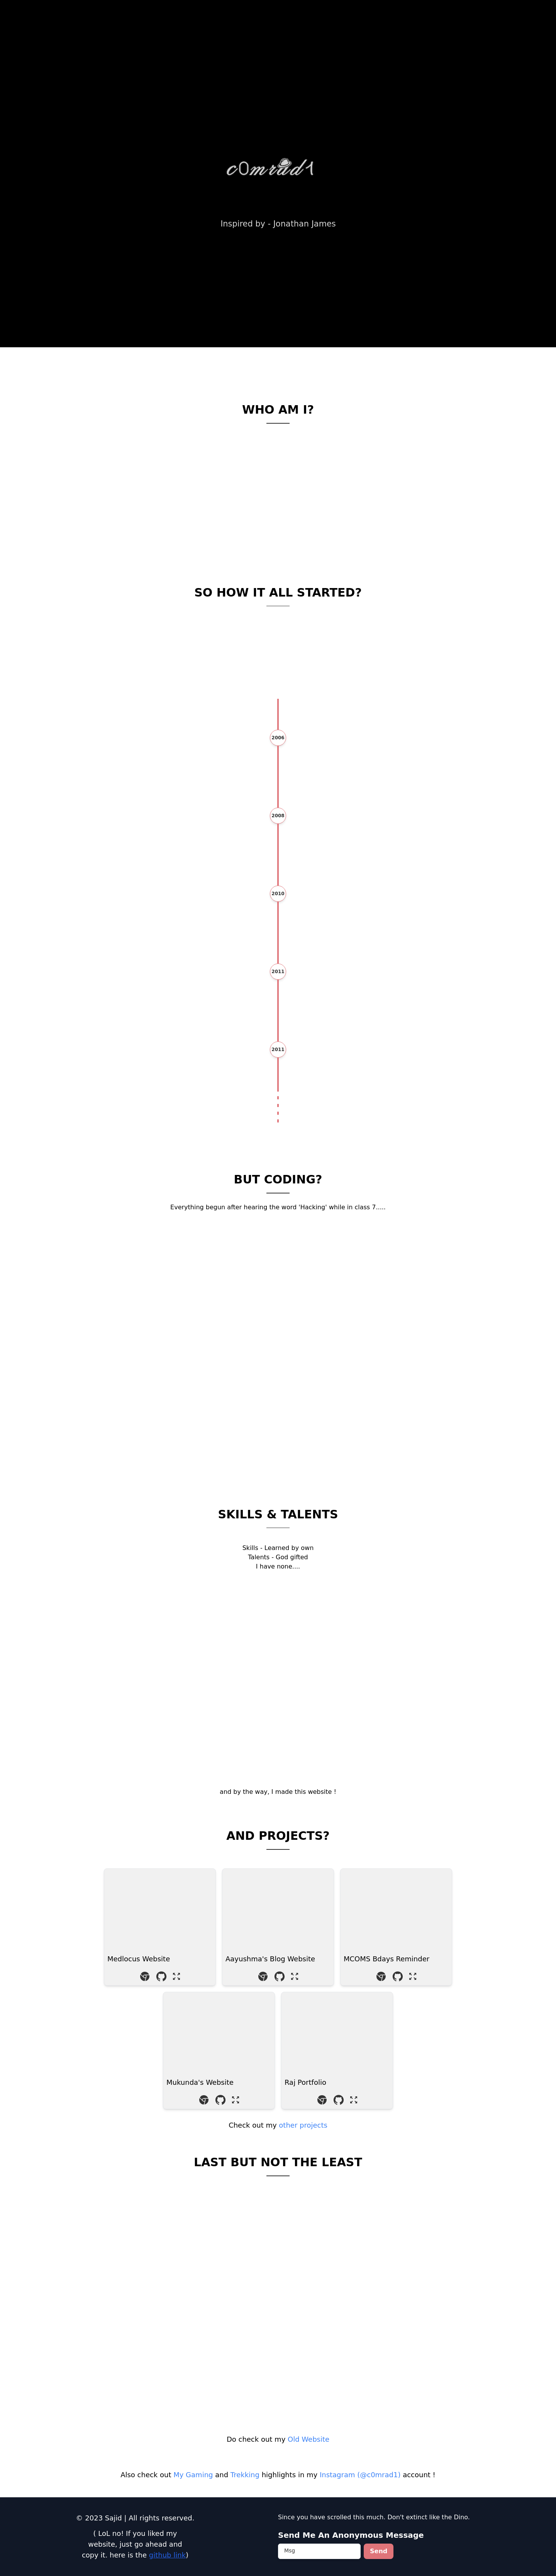 c0mrad1
Inspired by - Jonathan James
WHO AM I?
SO HOW IT ALL STARTED?
2006
2008
2010
2011
2011
BUT CODING?
Everything begun after hearing the word 'Hacking' while in class 7.....
SKILLS & TALENTS
Skills - Learned by own
Talents - God gifted
I have none....
and by the way, I made this website !
AND PROJECTS?
Medlocus Website
Aayushma's Blog Website
MCOMS Bdays Reminder
Mukunda's Website
Raj Portfolio
Check out my other projects
LAST BUT NOT THE LEAST
Do check out my Old Website
Also check out My Gaming and Trekking highlights in my Instagram (@c0mrad1) account !
© 2023 Sajid | All rights reserved.
( LoL no! If you liked my
website, just go ahead and
copy it. here is the github link)
Since you have scrolled this much. Don't extinct like the Dino.
Send Me An Anonymous Message
Msg
Send